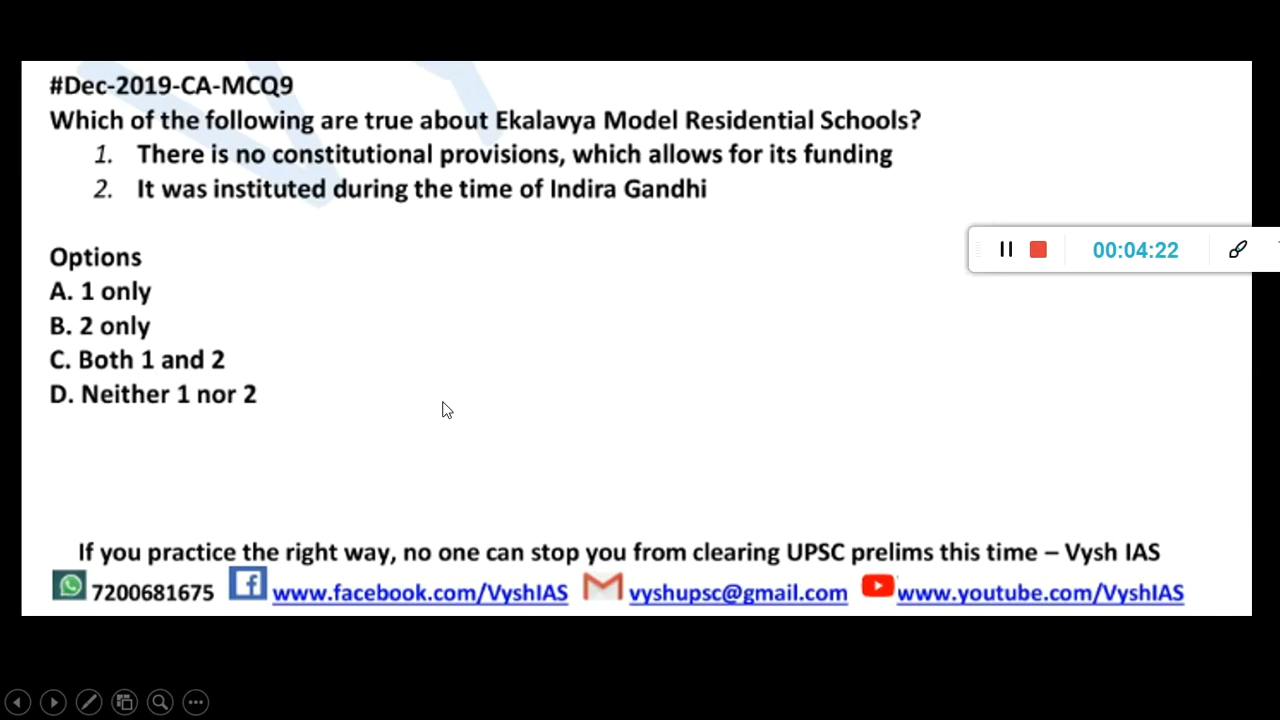 #Dec-2019-CA-MCQ9
Which of the following are true about Ekalavya Model Residential Schools?
1. There is no constitutional provisions, which allows for its funding
2. It was instituted during the time of Indira Gandhi
00:04:22
Options
A. 1 only
B. 2 only
C. Both 1 and 2
D. Neither 1 nor 2
If you practice the right way, no one can stop you from clearing UPSC prelims this time – Vysh IAS
7200681675 www.facebook.com/VyshIAS vyshupsc@gmail.com www.youtube.com/VyshIAS